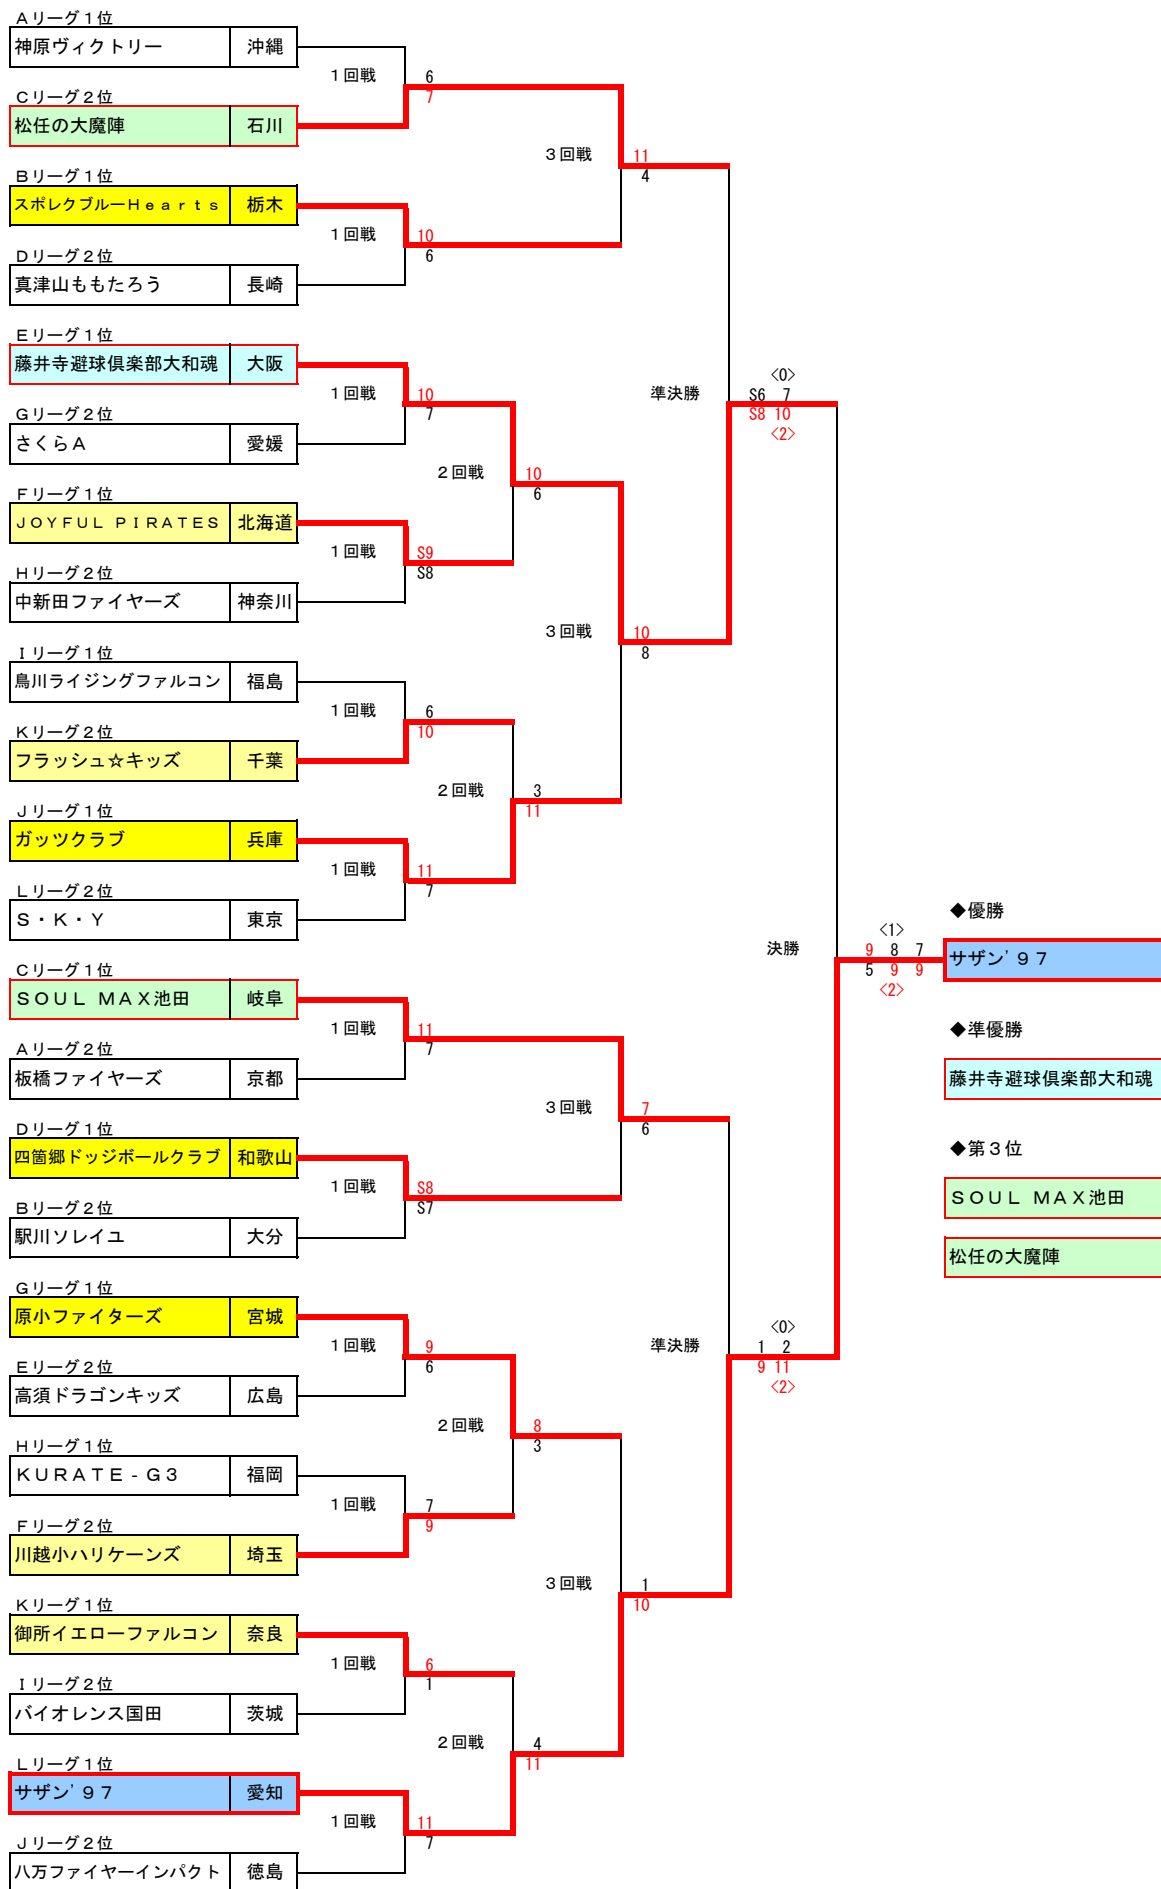 Ａリーグ１位
神原ヴィクトリー 沖縄
１回戦 6
7
Ｃリーグ２位
松任の大魔陣 石川
３回戦 11
4
Ｂリーグ１位
スポレクブルーＨｅａｒｔｓ 栃木
１回戦 10
6
Ｄリーグ２位
真津山ももたろう 長崎
Ｅリーグ１位
藤井寺避球倶楽部大和魂 大阪
１回戦 10
7
準決勝 <0>
S6 7
S8 10
<2>
Ｇリーグ２位
さくらＡ 愛媛
２回戦 10
6
Ｆリーグ１位
ＪＯＹＦＵＬ ＰＩＲＡＴＥＳ 北海道
１回戦 S9
S8
Ｈリーグ２位
中新田ファイヤーズ 神奈川
３回戦 10
8
Ｉリーグ１位
鳥川ライジングファルコン 福島
１回戦 6
10
Ｋリーグ２位
フラッシュ☆キッズ 千葉
２回戦 3
11
Ｊリーグ１位
ガッツクラブ 兵庫
１回戦 11
7
Ｌリーグ２位
Ｓ・Ｋ・Ｙ 東京
決勝 <1>
9 8 7
5 9 9
<2>
◆優勝
サザン’９７
Ｃリーグ１位
ＳＯＵＬ ＭＡＸ池田 岐阜
１回戦 11
7
◆準優勝
藤井寺避球倶楽部大和魂
Ａリーグ２位
板橋ファイヤーズ 京都
３回戦 7
6
Ｄリーグ１位
四箇郷ドッジボールクラブ 和歌山
１回戦 S8
S7
◆第３位
ＳＯＵＬ ＭＡＸ池田
松任の大魔陣
Ｂリーグ２位
駅川ソレイユ 大分
Ｇリーグ１位
原小ファイターズ 宮城
１回戦 9
6
準決勝 <0>
1 2
9 11
<2>
Ｅリーグ２位
高須ドラゴンキッズ 広島
２回戦 8
3
Ｈリーグ１位
ＫＵＲＡＴＥ‐Ｇ３ 福岡
１回戦 7
9
Ｆリーグ２位
川越小ハリケーンズ 埼玉
３回戦 1
10
Ｋリーグ１位
御所イエローファルコン 奈良
１回戦 6
1
Ｉリーグ２位
バイオレンス国田 茨城
２回戦 4
11
Ｌリーグ１位
サザン’９７ 愛知
１回戦 11
7
Ｊリーグ２位
八万ファイヤーインパクト 徳島